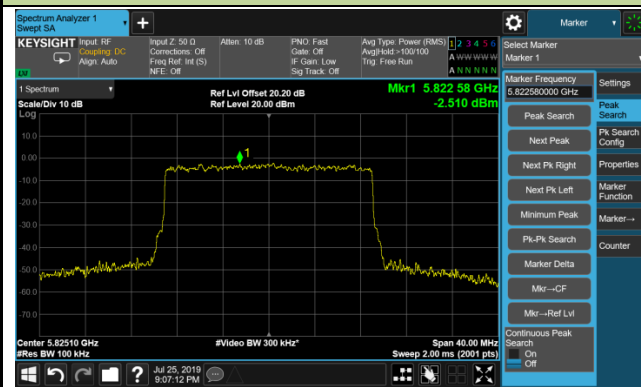 Spectrum Analyzer 1
Swept SA
+
Marker
KEYSIGHT
Input: RF
Coupling: DC
Align: Auto
Input Z: 50 Ω
Corrections: Off
Freq Ref: Int (S)
NFE: Off
Atten: 10 dB
PNO: Fast
Gate: Off
IF Gain: Low
Sig Track: Off
Avg Type: Power (RMS)
Avg|Hold:>100/100
Trig: Free Run
1 2 3 4 5 6
A W W W W W
A N N N N N
LXI
Select Marker
Marker 1
1 Spectrum
Scale/Div 10 dB
Log
Ref Lvl Offset 20.20 dB
Ref Level 20.00 dBm
Mkr1 5.822 58 GHz
-2.510 dBm
Marker Frequency
5.822580000 GHz
Peak Search
Next Peak
Next Pk Right
Next Pk Left
Minimum Peak
Pk-Pk Search
Marker Delta
Mkr→CF
Mkr→Ref Lvl
Continuous Peak
Search
On
Off
Settings
Peak
Search
Pk Search
Config
Properties
Marker
Function
Marker→
Counter
10.0
0.00
-10.0
-20.0
-30.0
-40.0
-50.0
-60.0
-70.0
1
Center 5.82510 GHz
#Res BW 100 kHz
#Video BW 300 kHz*
Span 40.00 MHz
Sweep 2.00 ms (2001 pts)
?
Jul 25, 2019
9:07:12 PM